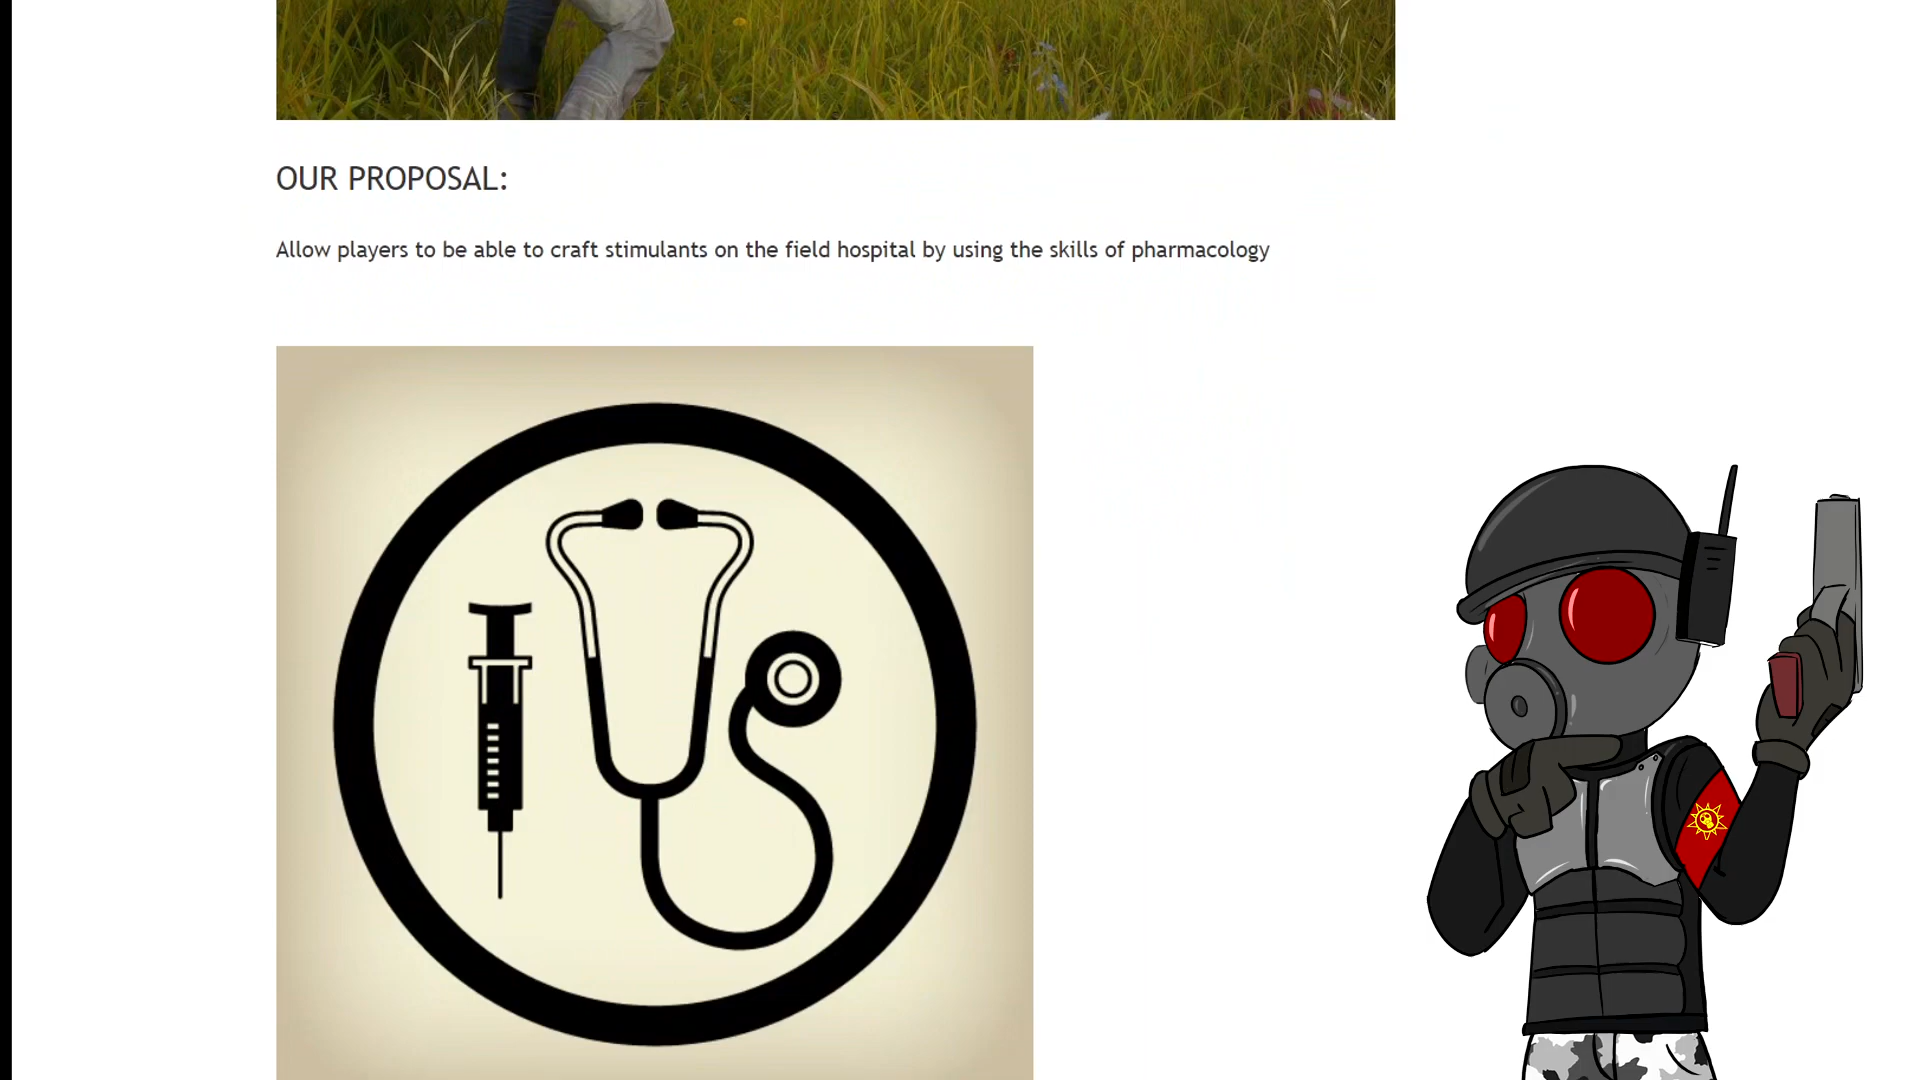 OUR PROPOSAL:
Allow players to be able to craft stimulants on the field hospital by using the skills of pharmacology